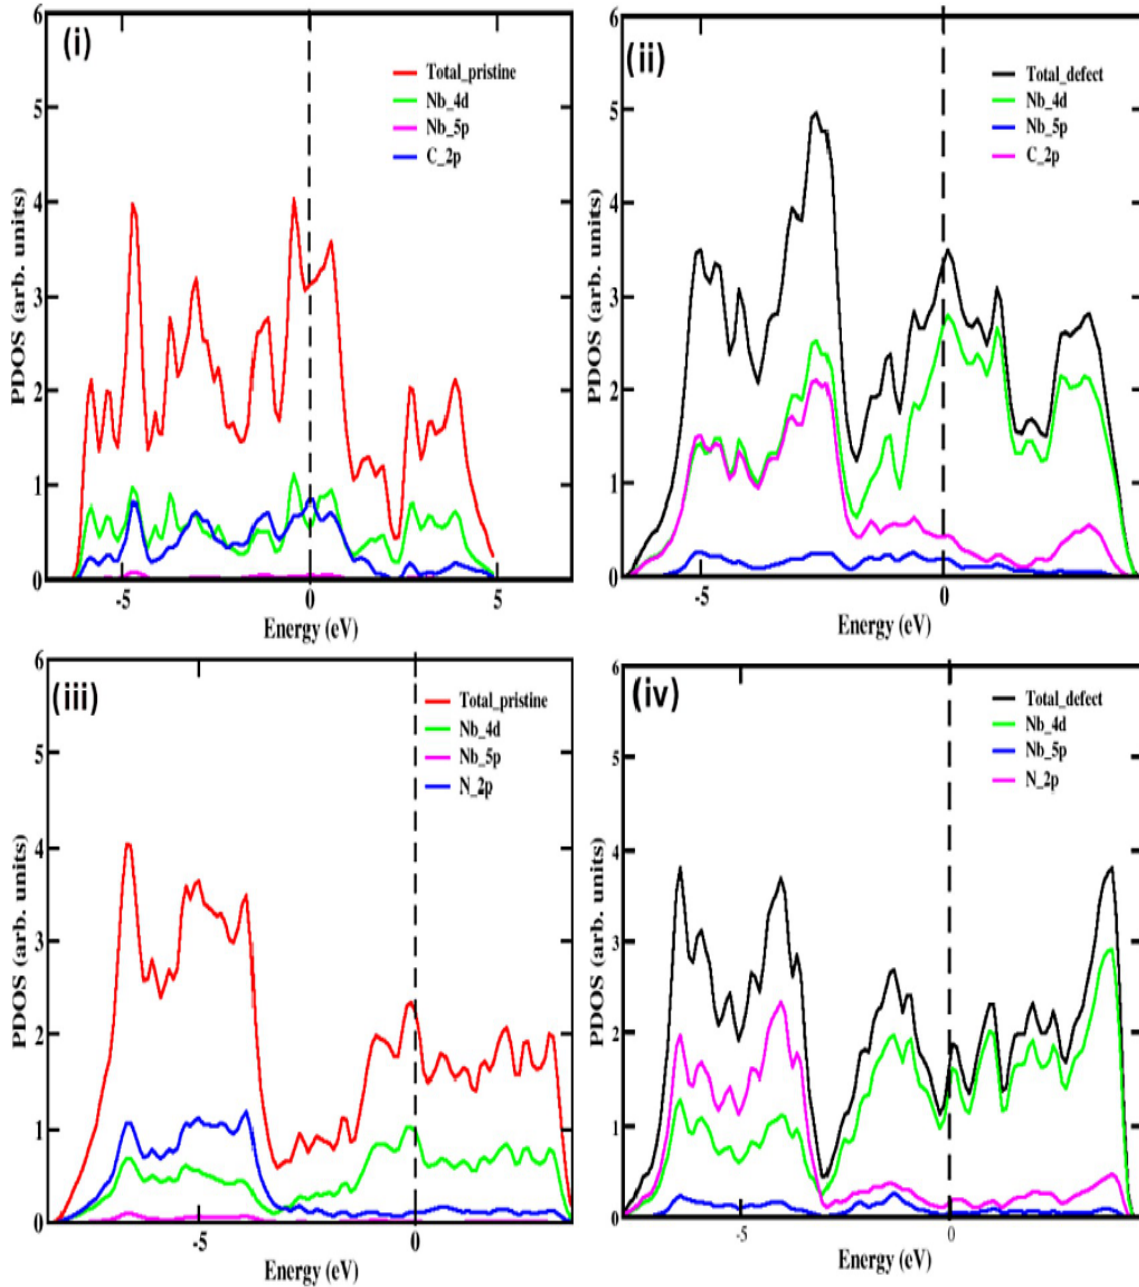 (i)
6
5
4
3
2
1
0
PDOS (arb. units)
Total_pristine
Nb_4d
Nb_5p
C_2p
-5
0
5
Energy (eV)
(ii)
6
5
4
3
2
1
0
PDOS (arb. units)
Total_defect
Nb_4d
Nb_5p
C_2p
-5
0
Energy (eV)
(iii)
6
5
4
3
2
1
0
PDOS (arb. units)
Total_pristine
Nb_4d
Nb_5p
N_2p
-5
0
Energy (eV)
(iv)
6
5
4
3
2
1
0
PDOS (arb. units)
Total_defect
Nb_4d
Nb_5p
N_2p
-5
0
Energy (eV)